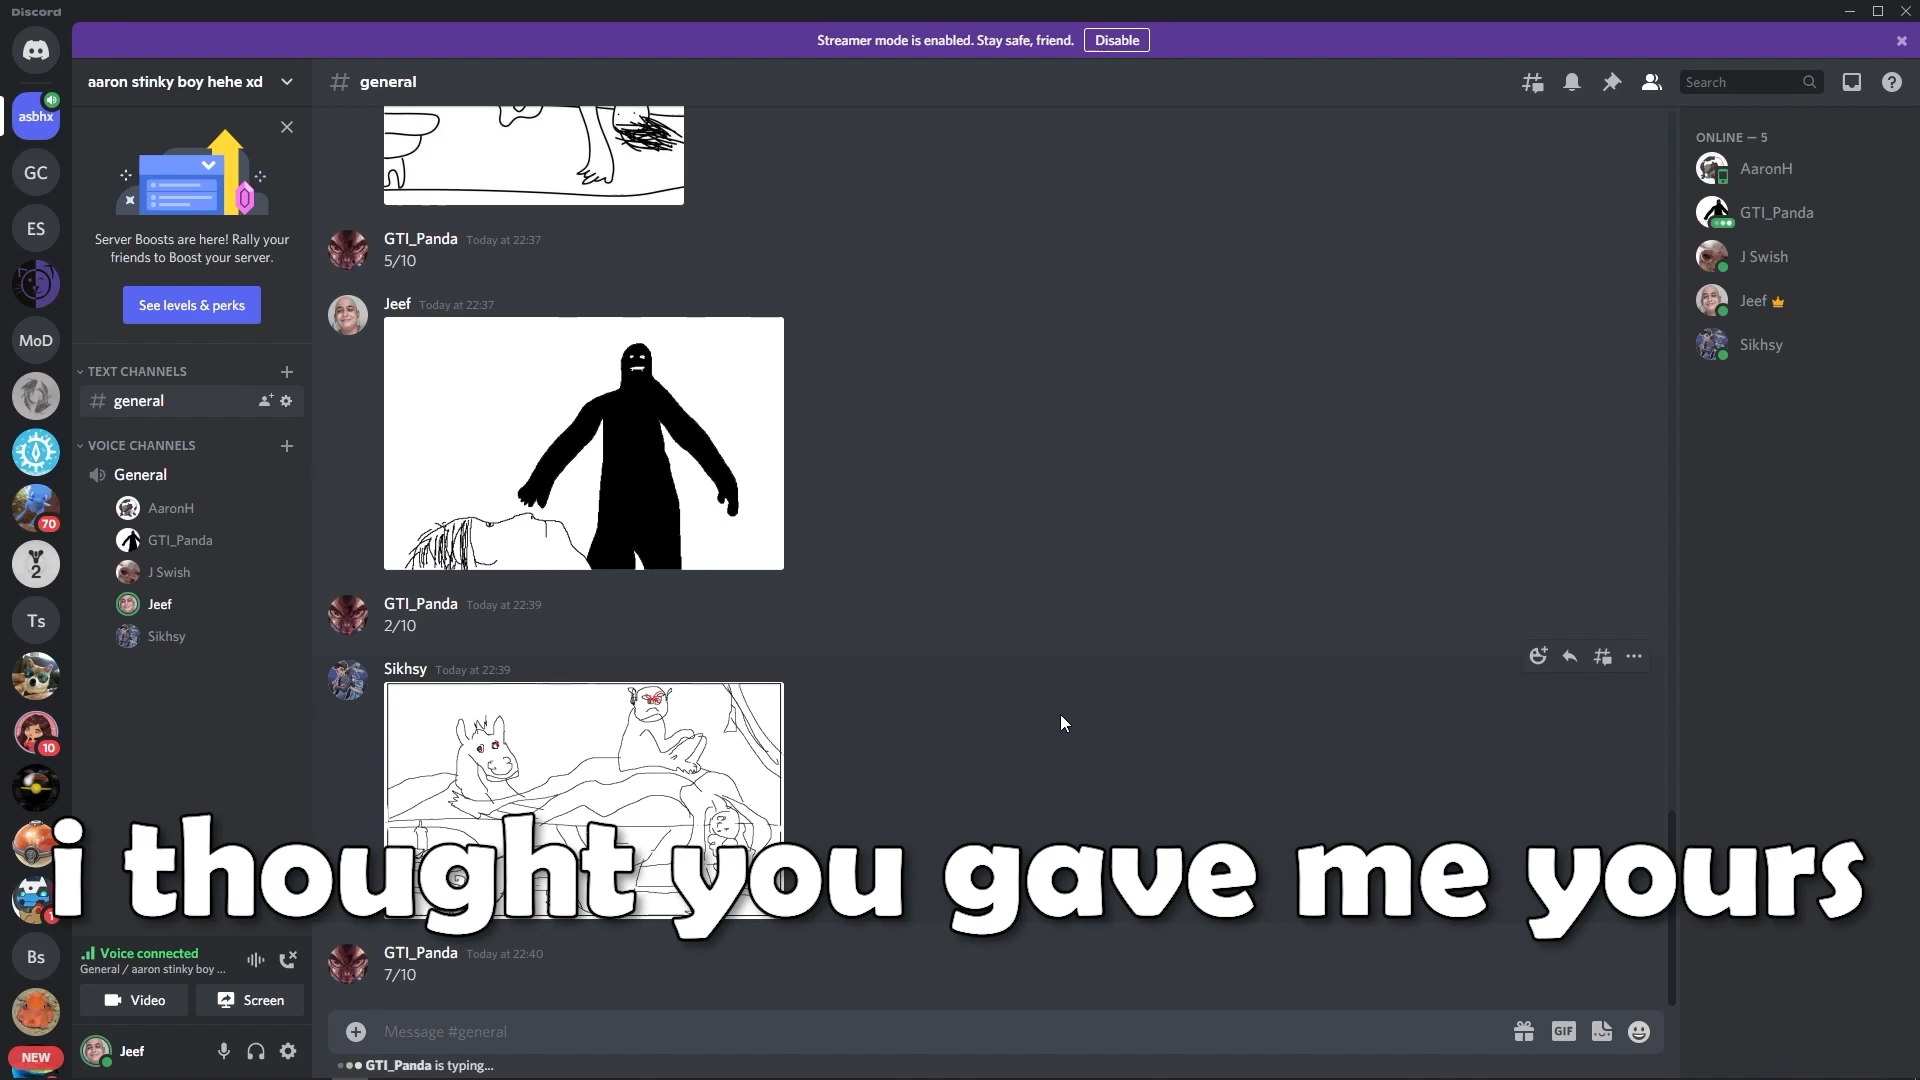 Discord
Streamer mode is enabled. Stay safe, friend. Disable
aaron stinky boy hehe xd
general
Search
asbhx
GC
ES
MoD
70
2
Ts
10
Bs
NEW
Server Boosts are here! Rally your
friends to Boost your server.
See levels & perks
TEXT CHANNELS
general
VOICE CHANNELS
General
AaronH
GTI_Panda
J Swish
Jeef
Sikhsy
Voice connected
General / aaron stinky boy ...
Video
Screen
Jeef
GTI_Panda Today at 22:37
5/10
Jeef Today at 22:37
GTI_Panda Today at 22:39
2/10
Sikhsy Today at 22:39
i thought you gave me yours
GTI_Panda Today at 22:40
7/10
Message #general
GIF
GTI_Panda is typing...
ONLINE — 5
AaronH
GTI_Panda
J Swish
Jeef
Sikhsy